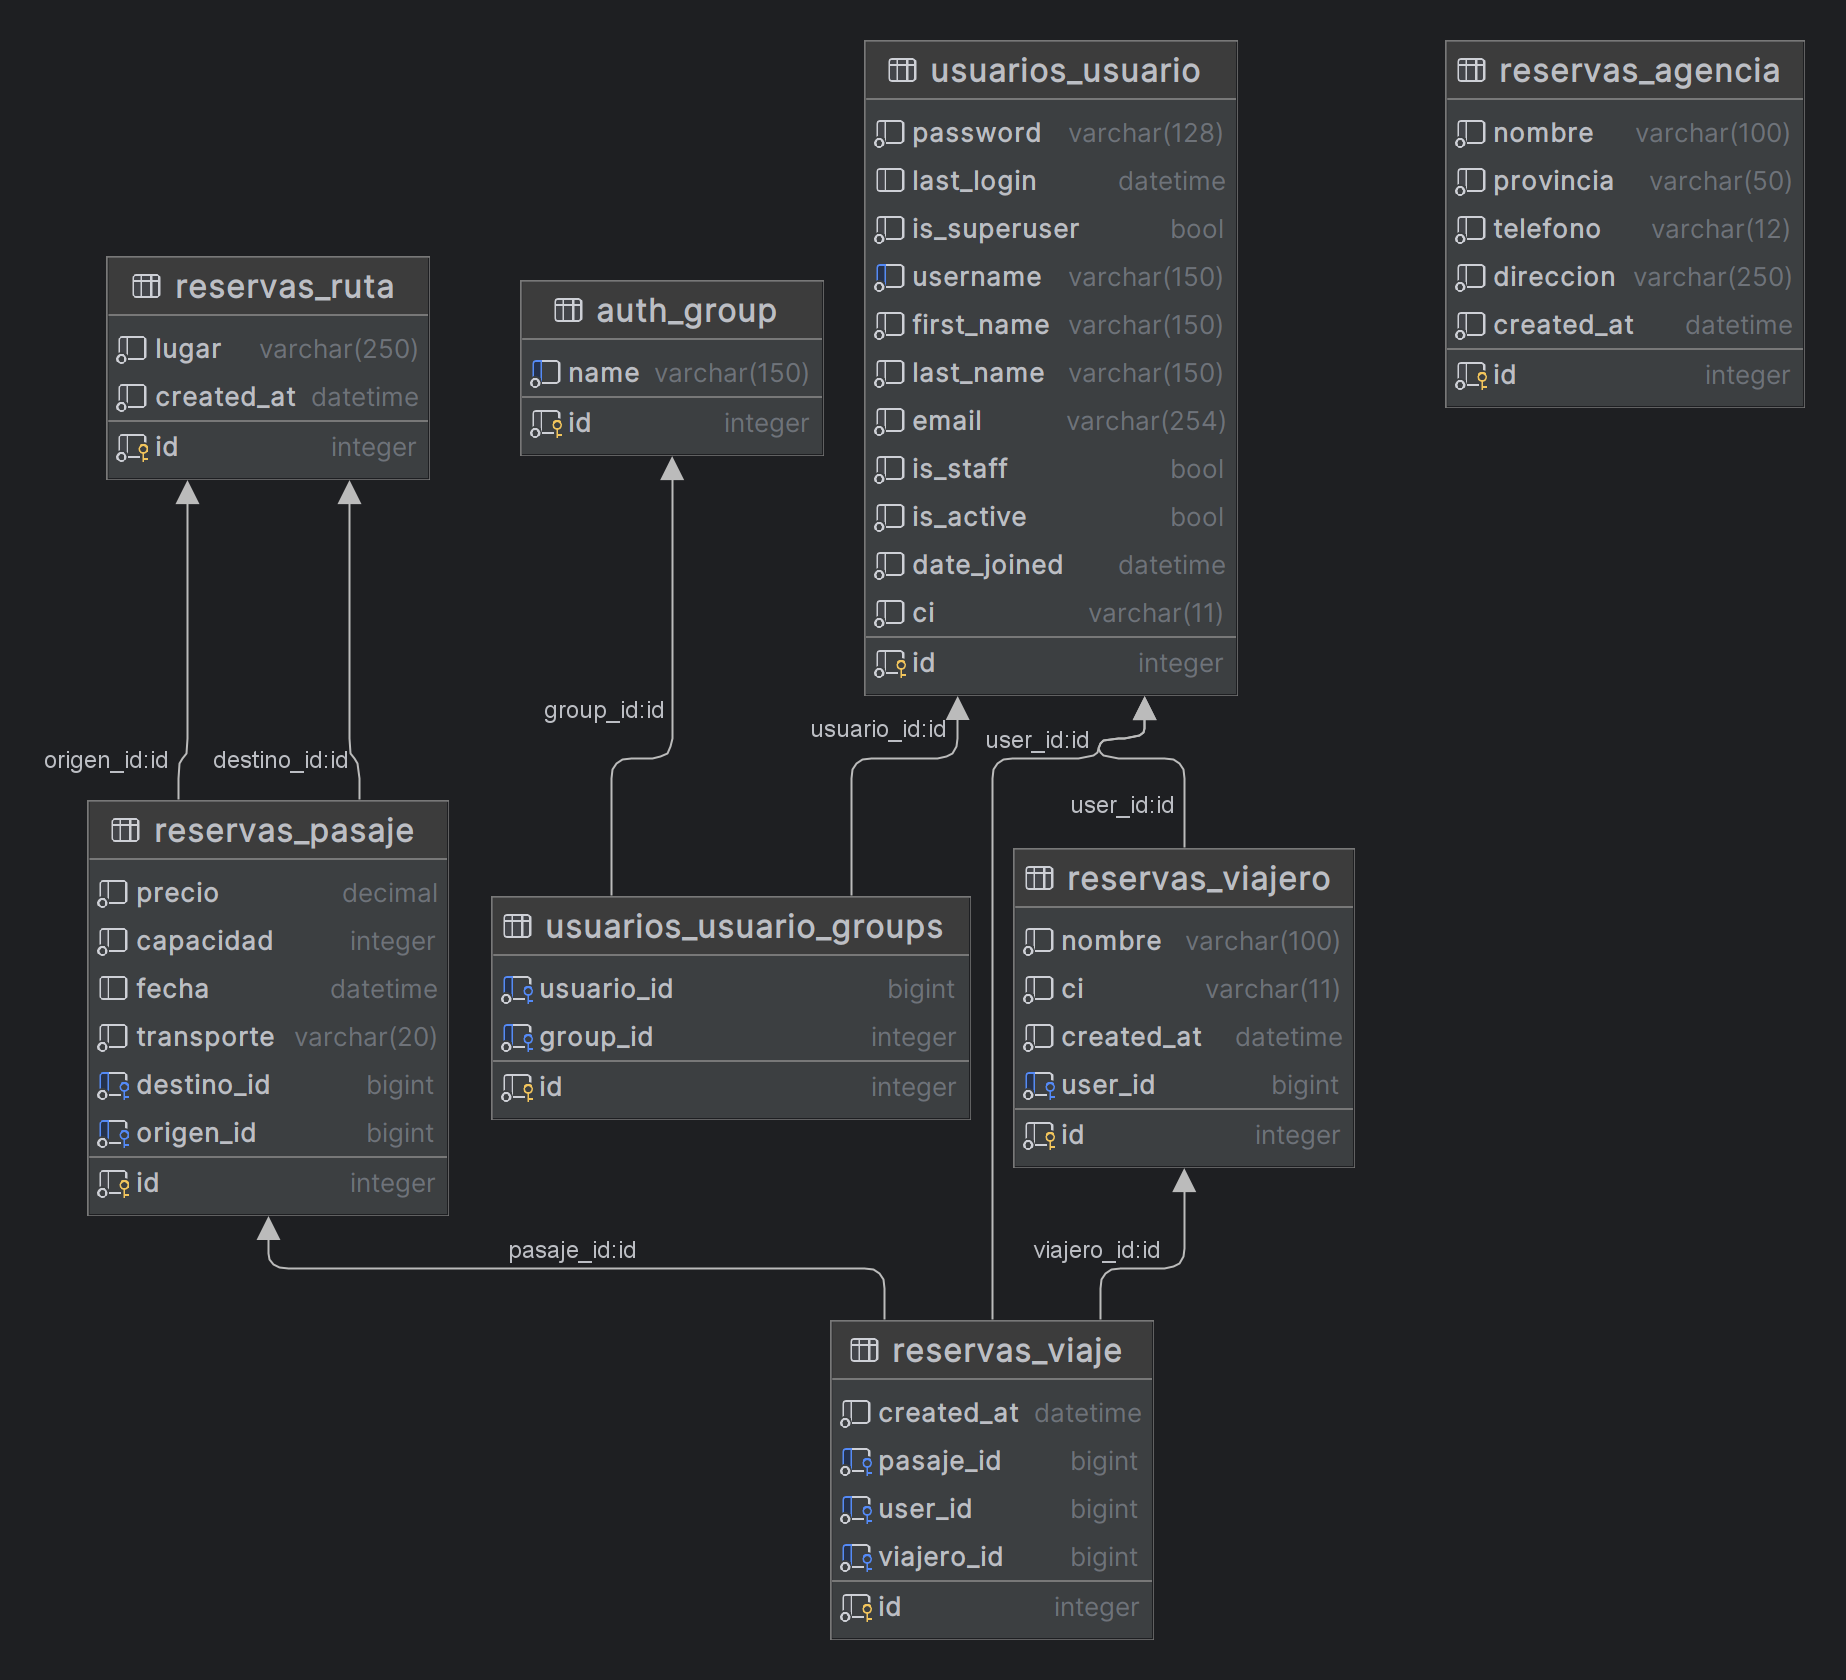 usuarios_usuario
password varchar(128)
last_login datetime
is_superuser bool
username varchar(150)
first_name varchar(150)
last_name varchar(150)
email varchar(254)
is_staff bool
is_active bool
date_joined datetime
ci varchar(11)
id integer
reservas_agencia
nombre varchar(100)
provincia varchar(50)
telefono varchar(12)
direccion varchar(250)
created_at datetime
id integer
reservas_ruta
lugar varchar(250)
created_at datetime
id integer
auth_group
name varchar(150)
id integer
group_id:id
usuario_id:id
user_id:id
origen_id:id
destino_id:id
user_id:id
reservas_pasaje
precio decimal
capacidad integer
fecha datetime
transporte varchar(20)
destino_id bigint
origen_id bigint
id integer
usuarios_usuario_groups
usuario_id bigint
group_id integer
id integer
reservas_viajero
nombre varchar(100)
ci varchar(11)
created_at datetime
user_id bigint
id integer
pasaje_id:id
viajero_id:id
reservas_viaje
created_at datetime
pasaje_id bigint
user_id bigint
viajero_id bigint
id integer